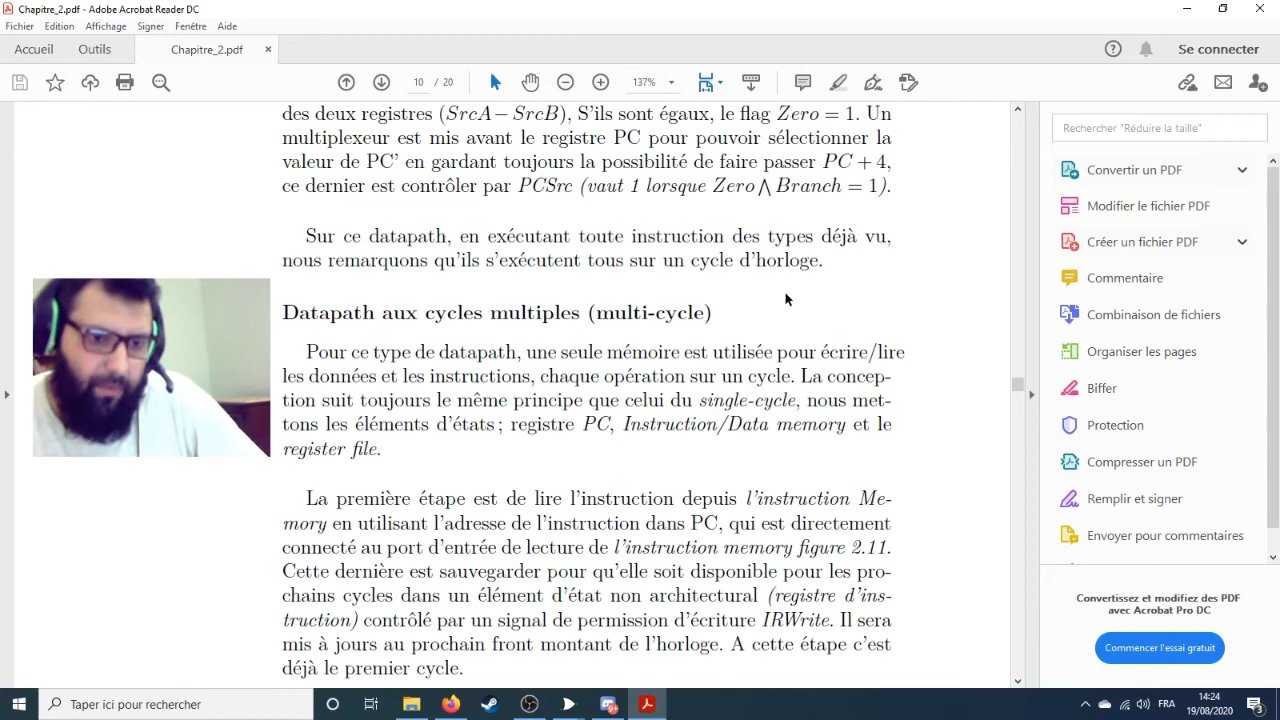 Chapitre_2.pdf - Adobe Acrobat Reader DC
Fichier Edition Affichage Signer Fenêtre Aide
Accueil Outils Chapitre_2.pdf × Se connecter
10 / 20 137%
des deux registres (SrcA − SrcB), S'ils sont égaux, le flag Zero = 1. Un
multiplexeur est mis avant le registre PC pour pouvoir sélectionner la
valeur de PC' en gardant toujours la possibilité de faire passer PC + 4,
ce dernier est contrôler par PCSrc (vaut 1 lorsque Zero ⋀ Branch = 1).
Sur ce datapath, en exécutant toute instruction des types déjà vu,
nous remarquons qu'ils s'exécutent tous sur un cycle d'horloge.
Datapath aux cycles multiples (multi-cycle)
Pour ce type de datapath, une seule mémoire est utilisée pour écrire/lire
les données et les instructions, chaque opération sur un cycle. La concep-
tion suit toujours le même principe que celui du single-cycle, nous met-
tons les éléments d'états ; registre PC, Instruction/Data memory et le
register file.
La première étape est de lire l'instruction depuis l'instruction Me-
mory en utilisant l'adresse de l'instruction dans PC, qui est directement
connecté au port d'entrée de lecture de l'instruction memory figure 2.11.
Cette dernière est sauvegarder pour qu'elle soit disponible pour les pro-
chains cycles dans un élément d'état non architectural (registre d'ins-
truction) contrôlé par un signal de permission d'écriture IRWrite. Il sera
mis à jours au prochain front montant de l'horloge. A cette étape c'est
déjà le premier cycle.
Rechercher "Réduire la taille"
Convertir un PDF
Modifier le fichier PDF
Créer un fichier PDF
Commentaire
Combinaison de fichiers
Organiser les pages
Biffer
Protection
Compresser un PDF
Remplir et signer
Envoyer pour commentaires
Convertissez et modifiez des PDF
avec Acrobat Pro DC
Commencer l'essai gratuit
Taper ici pour rechercher
FRA
14:24
19/08/2020
3